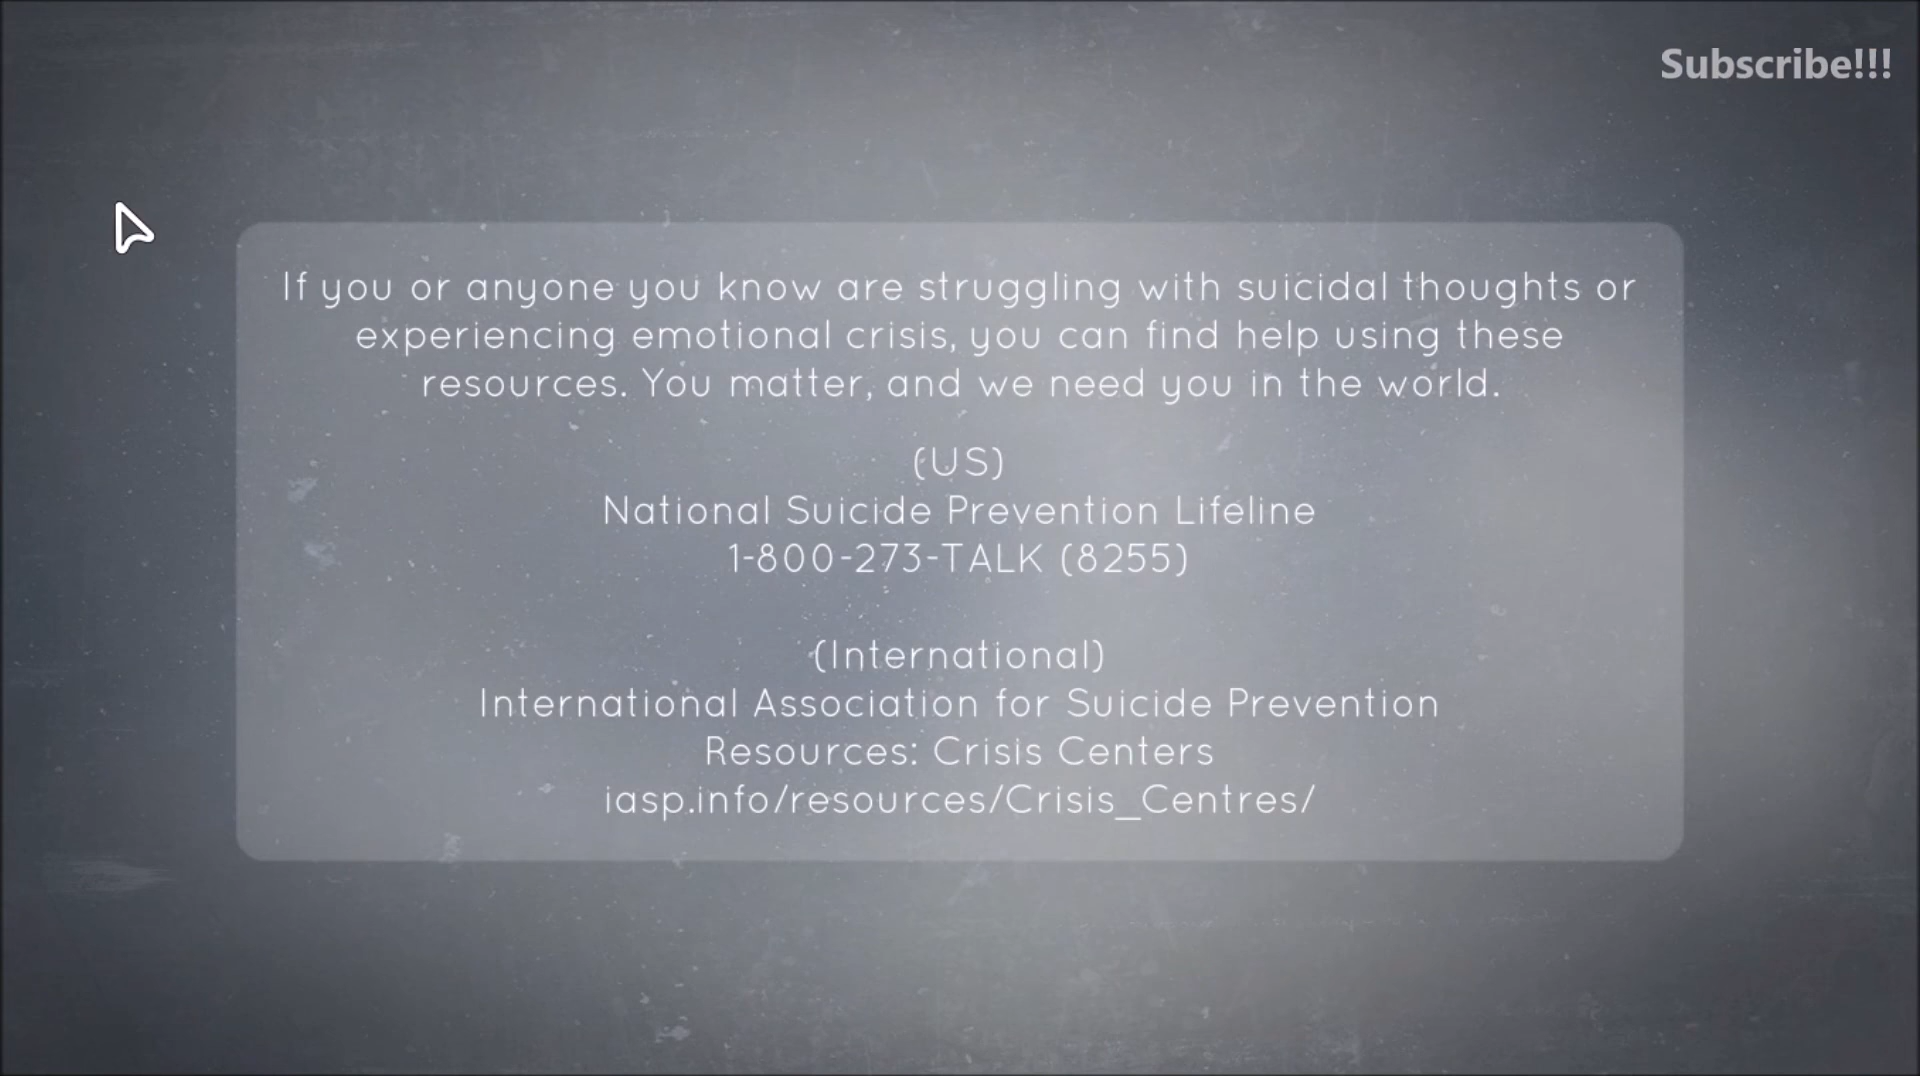 Subscribe!!!
If you or anyone you know are struggling with suicidal thoughts or
experiencing emotional crisis, you can find help using these
resources. You matter, and we need you in the world.
(US)
National Suicide Prevention Lifeline
1-800-273-TALK (8255)
(International)
International Association for Suicide Prevention
Resources: Crisis Centers
iasp.info/resources/Crisis_Centres/